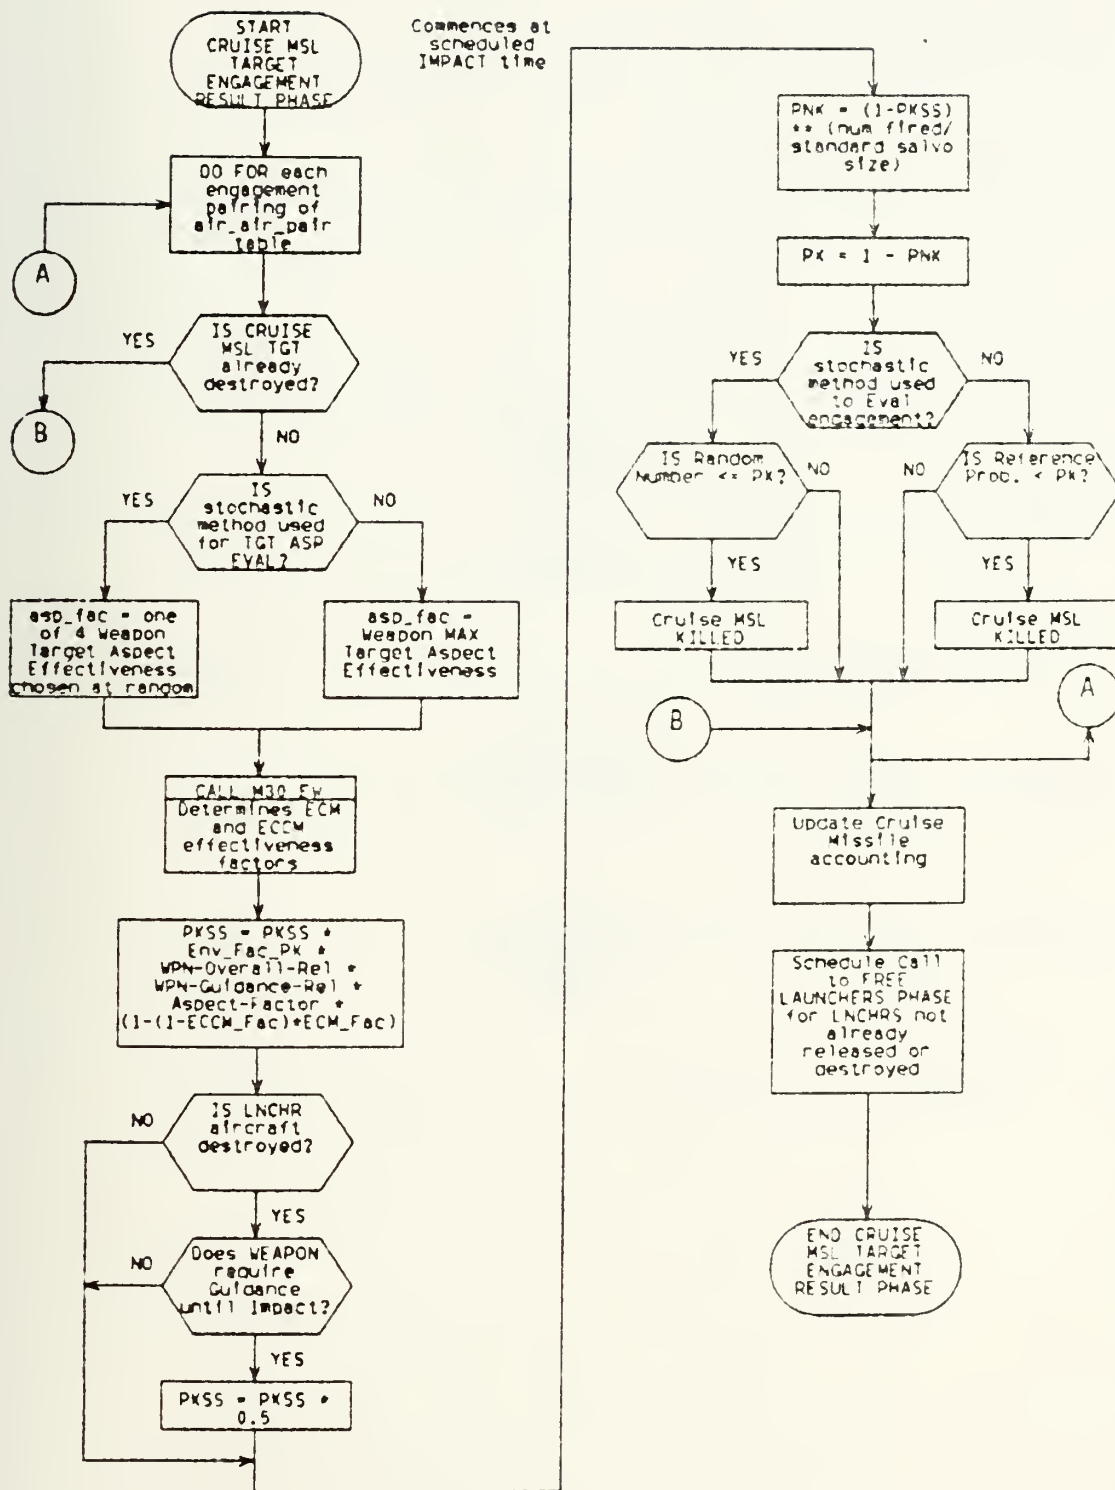 START
CRUISE MSL
TARGET
ENGAGEMENT
RESULT PHASE
Commences at
scheduled
IMPACT time
DO FOR each
engagement
pairing of
air_air_pair
table
A
IS CRUISE
MSL TGT
already
destroyed?
YES
B
NO
IS
stochastic
method used
for TGT ASP
EVAL?
YES
NO
asp_fac = one
of 4 Weapon
Target Aspect
Effectiveness
chosen at random
asp_fac =
Weapon MAX
Target Aspect
Effectiveness
CALL M30_EW
Determines ECM
and ECCM
effectiveness
factors
PKSS = PKSS *
Env_Fac_PK *
WPN-Overall-Rel *
WPN-Guidance-Rel *
Aspect-Factor *
(1-(1-ECCM_Fac)*ECM_Fac)
IS LNCHR
aircraft
destroyed?
NO
YES
Does WEAPON
require
Guidance
until Impact?
NO
YES
PKSS = PKSS *
0.5
PNK = (1-PKSS)
** (num fired/
standard salvo
size)
PK = 1 - PNK
IS
stochastic
method used
to Eval
engagement?
YES
NO
IS Random
Number <= PK?
NO
YES
Cruise MSL
KILLED
IS Reference
Prob. < PK?
NO
YES
Cruise MSL
KILLED
B
A
Update Cruise
Missile
accounting
Schedule Call
to FREE
LAUNCHERS PHASE
for LNCHRS not
already
released or
destroyed
END CRUISE
MSL TARGET
ENGAGEMENT
RESULT PHASE